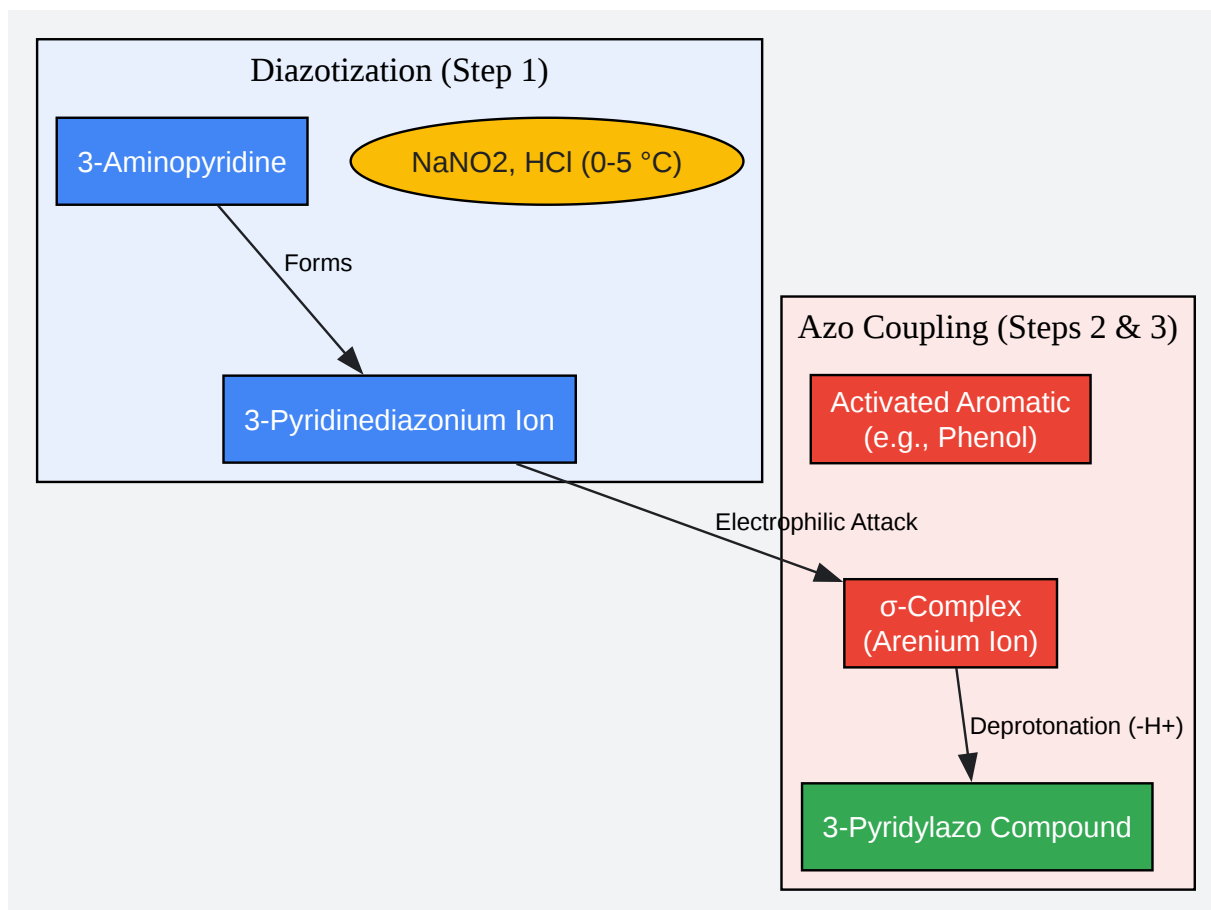 Diazotization (Step 1)
3-Aminopyridine
NaNO2, HCl (0-5 °C)
Forms
3-Pyridinediazonium Ion
Azo Coupling (Steps 2 & 3)
Activated Aromatic
(e.g., Phenol)
Electrophilic Attack
σ-Complex
(Arenium Ion)
Deprotonation (-H+)
3-Pyridylazo Compound